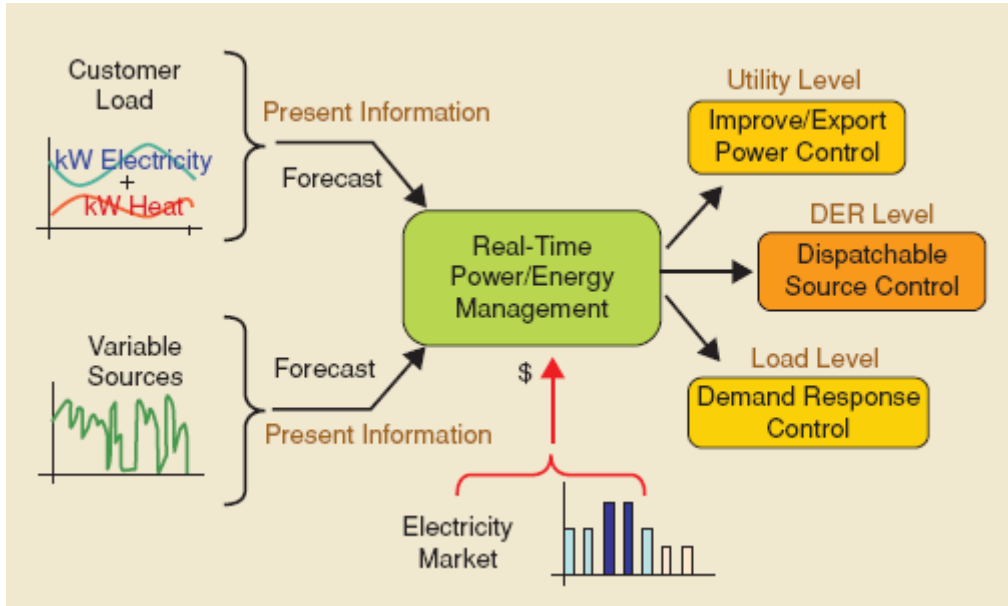 Customer
Load
kW Electricity
+
kW Heat
Present Information
Forecast
Variable
Sources
Forecast
Present Information
Real-Time
Power/Energy
Management
$
Electricity
Market
Utility Level
Improve/Export
Power Control
DER Level
Dispatchable
Source Control
Load Level
Demand Response
Control